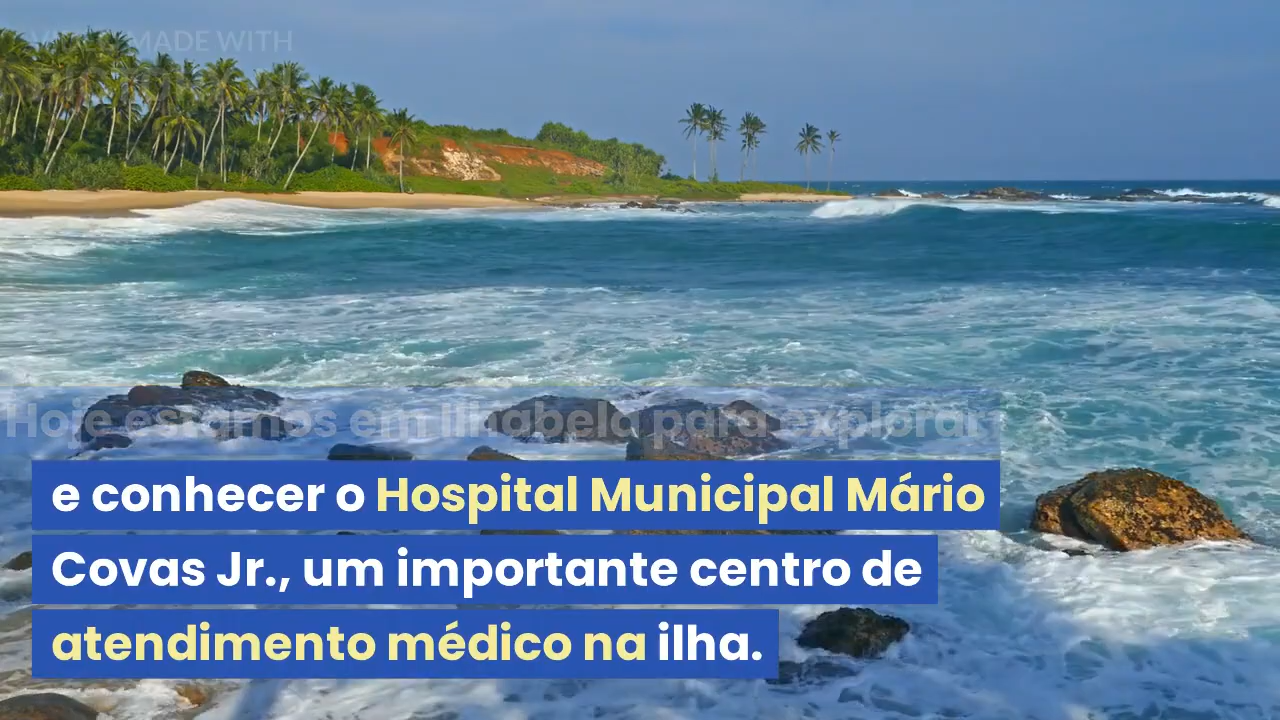 VIDEO MADE WITH
Hoje estamos em Ilhabela para explorar
e conhecer o Hospital Municipal Mário
Covas Jr., um importante centro de
atendimento médico na ilha.